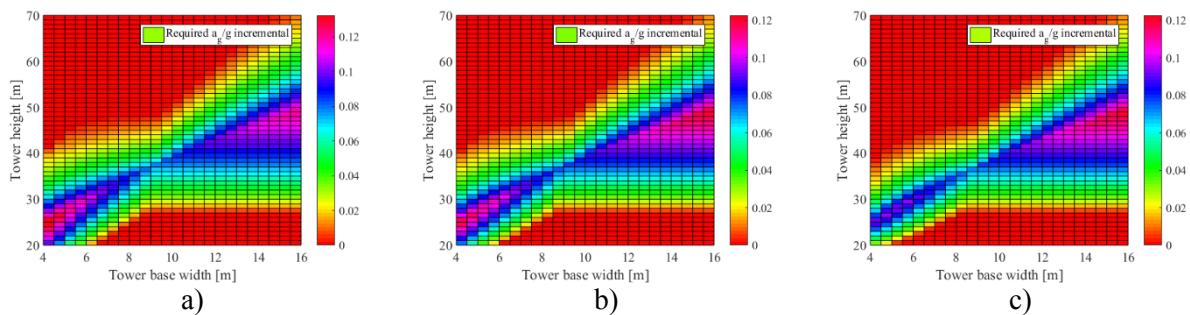 Required a_g/g incremental
Tower height [m]
70
60
50
40
30
20
4 6 8 10 12 14 16
Tower base width [m]
0.12
0.1
0.08
0.06
0.04
0.02
0
a)
Required a_g/g incremental
Tower height [m]
70
60
50
40
30
20
4 6 8 10 12 14 16
Tower base width [m]
0.12
0.1
0.08
0.06
0.04
0.02
0
b)
Required a_g/g incremental
Tower height [m]
70
60
50
40
30
20
4 6 8 10 12 14 16
Tower base width [m]
0.12
0.1
0.08
0.06
0.04
0.02
0
c)